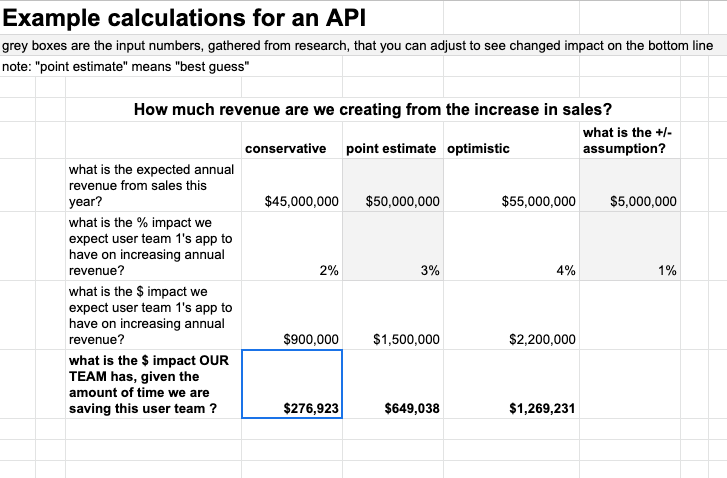 Example calculations for an API
grey boxes are the input numbers, gathered from research, that you can adjust to see changed impact on the bottom line
note: "point estimate" means "best guess"
How much revenue are we creating from the increase in sales?
what is the +/-
conservative point estimate optimistic assumption?
what is the expected annual
revenue from sales this
year? $45,000,000 $50,000,000 $55,000,000 $5,000,000
what is the % impact we
expect user team 1's app to
have on increasing annual
revenue? 2% 3% 4% 1%
what is the $ impact we
expect user team 1's app to
have on increasing annual
revenue? $900,000 $1,500,000 $2,200,000
what is the $ impact OUR
TEAM has, given the
amount of time we are
saving this user team ? $276,923 $649,038 $1,269,231